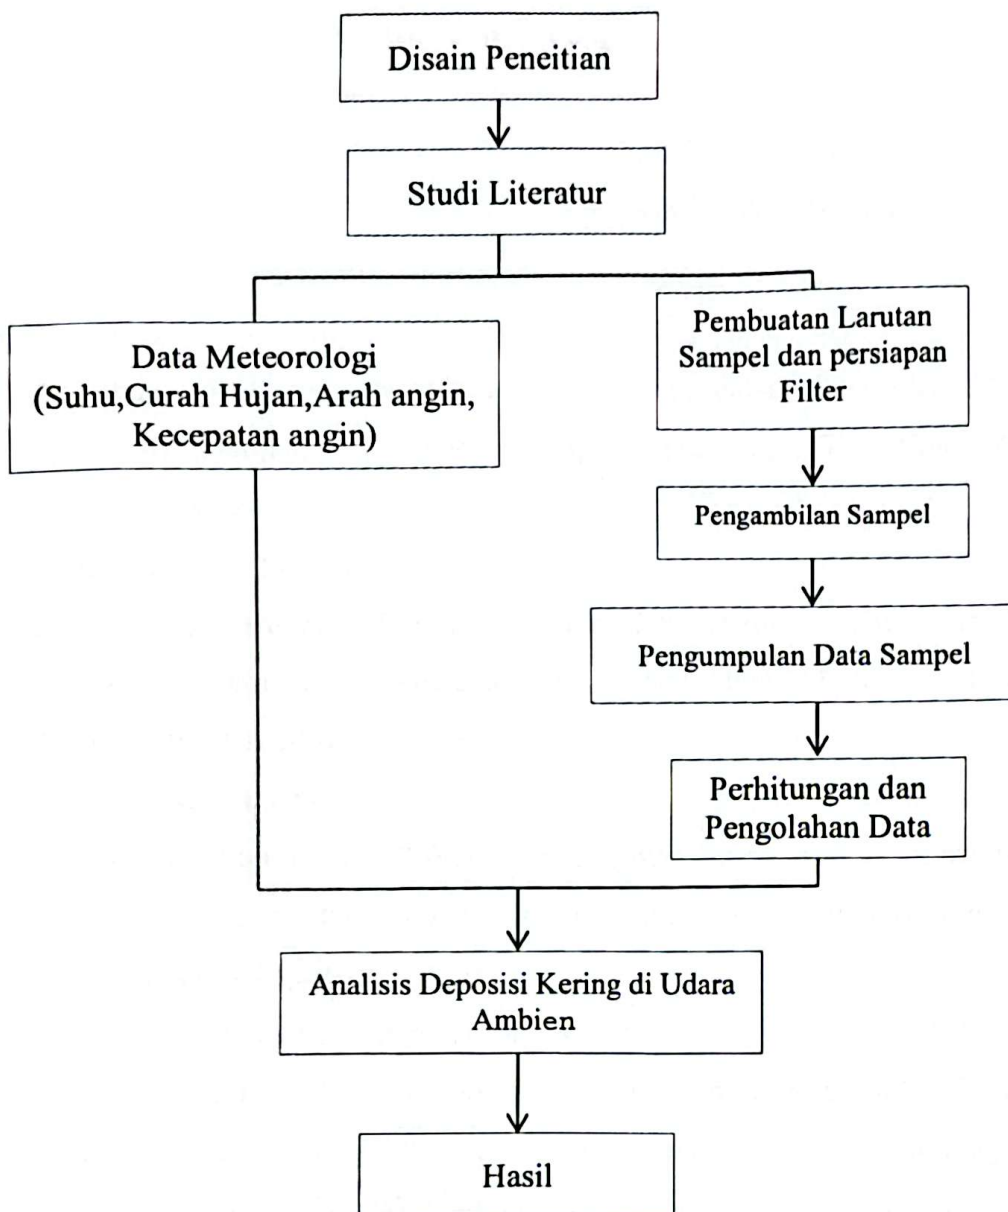 Disain Peneitian
Studi Literatur
Data Meteorologi
(Suhu,Curah Hujan,Arah angin,
Kecepatan angin)
Pembuatan Larutan
Sampel dan persiapan
Filter
Pengambilan Sampel
Pengumpulan Data Sampel
Perhitungan dan
Pengolahan Data
Analisis Deposisi Kering di Udara
Ambien
Hasil